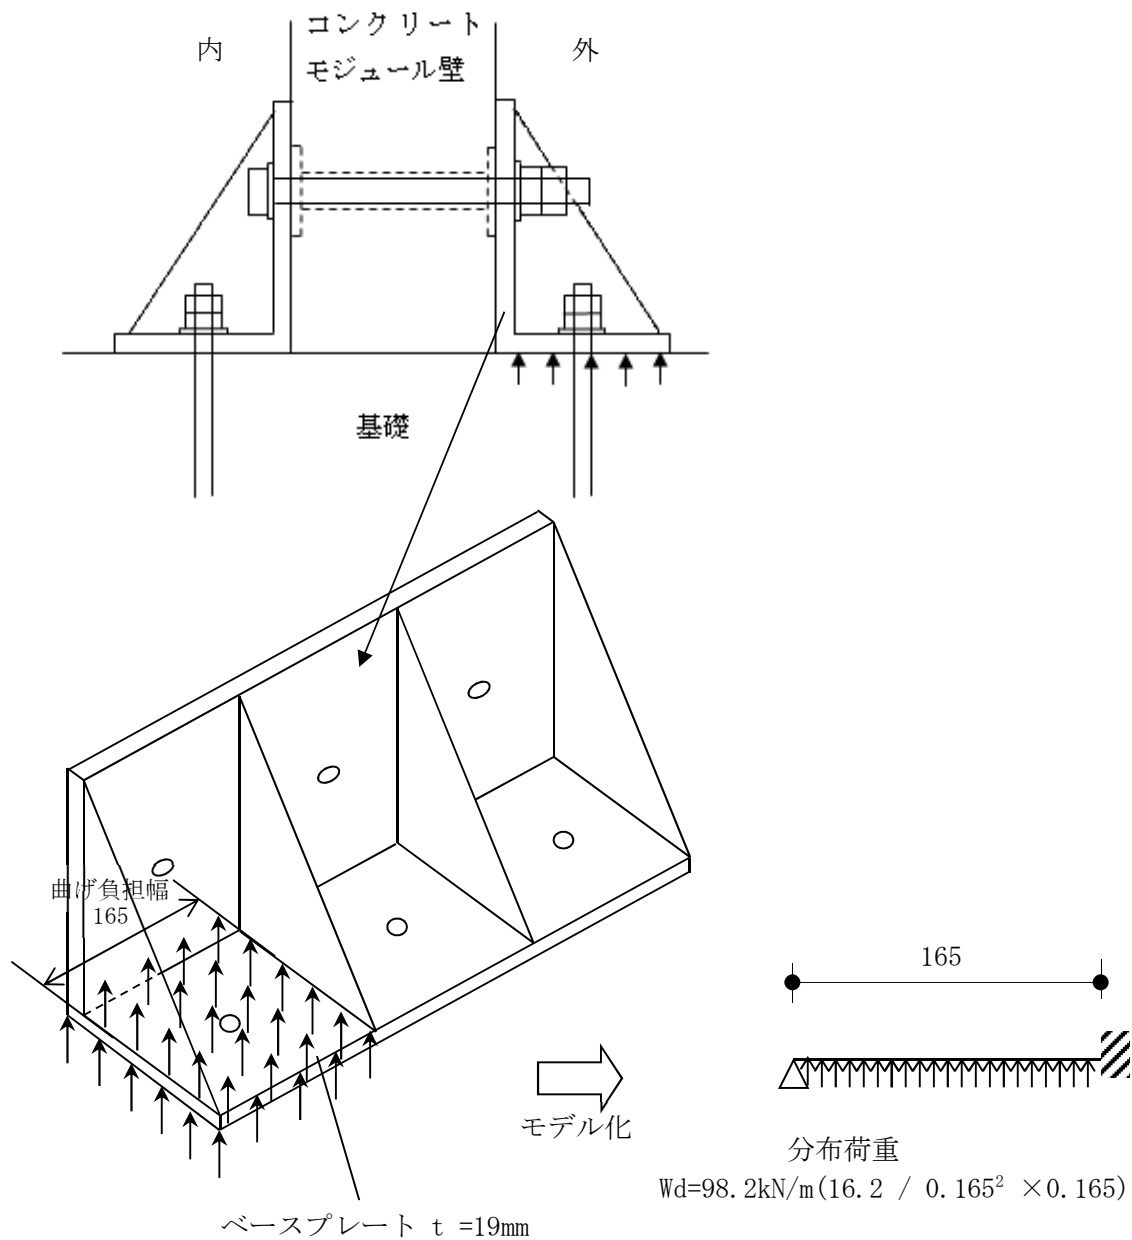 内
コンクリート
モジュール壁
外
基礎
曲げ負担幅
165
165
モデル化
分布荷重
Wd=98.2kN/m(16.2 / 0.165² ×0.165)
ベースプレート t =19mm